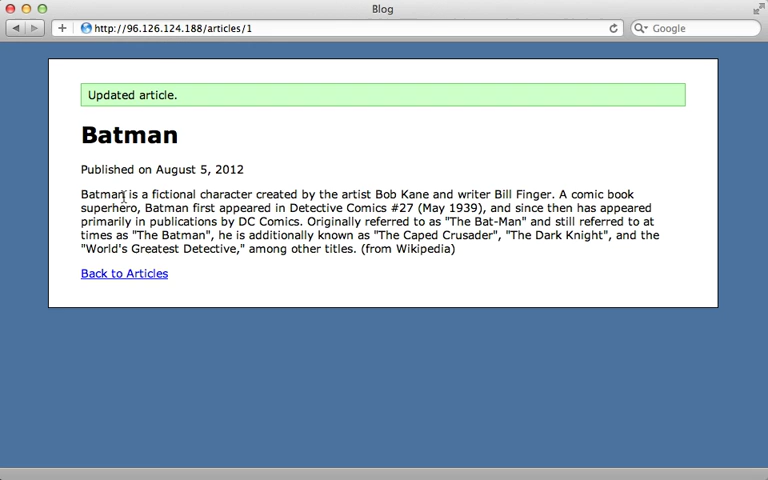 Blog
http://96.126.124.188/articles/1
Google
Updated article.
Batman
Published on August 5, 2012
Batman is a fictional character created by the artist Bob Kane and writer Bill Finger. A comic book
superhero, Batman first appeared in Detective Comics #27 (May 1939), and since then has appeared
primarily in publications by DC Comics. Originally referred to as "The Bat-Man" and still referred to at
times as "The Batman", he is additionally known as "The Caped Crusader", "The Dark Knight", and the
"World's Greatest Detective," among other titles. (from Wikipedia)
Back to Articles